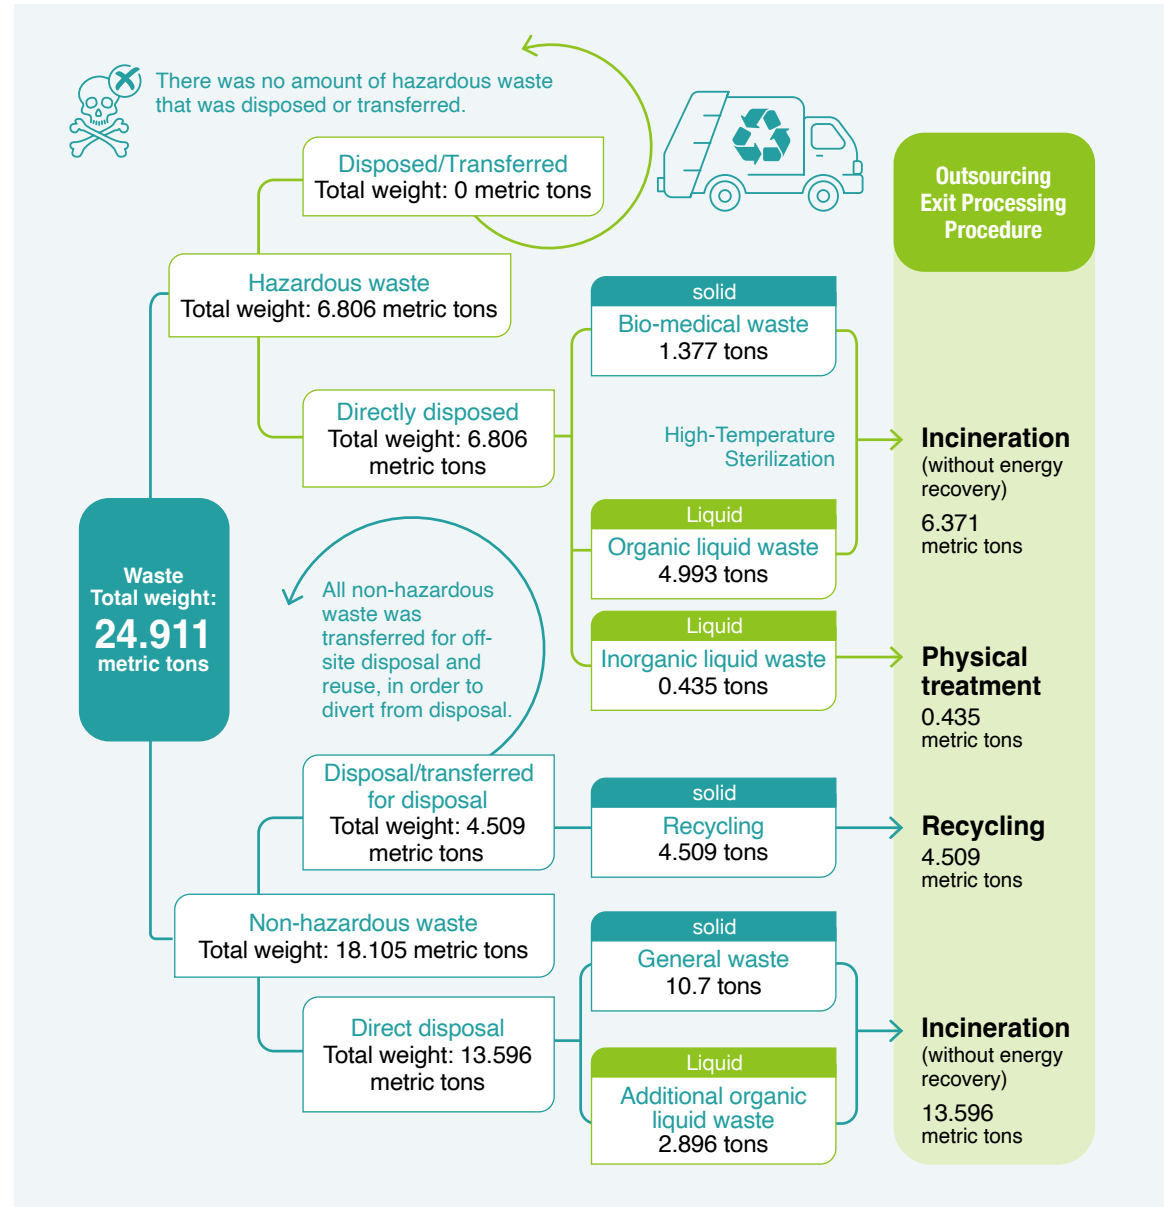 There was no amount of hazardous waste
that was disposed or transferred.
Disposed/Transferred
Total weight: 0 metric tons
Outsourcing
Exit Processing
Procedure
Hazardous waste
Total weight: 6.806 metric tons
solid
Bio-medical waste
1.377 tons
Directly disposed
Total weight: 6.806
metric tons
High-Temperature
Sterilization
Incineration
(without energy
recovery)
6.371
metric tons
Liquid
Organic liquid waste
4.993 tons
Waste
Total weight:
24.911
metric tons
All non-hazardous
waste was
transferred for off-
site disposal and
reuse, in order to
divert from disposal.
Liquid
Inorganic liquid waste
0.435 tons
Physical
treatment
0.435
metric tons
Disposal/transferred
for disposal
Total weight: 4.509
metric tons
solid
Recycling
4.509 tons
Recycling
4.509
metric tons
Non-hazardous waste
Total weight: 18.105 metric tons
solid
General waste
10.7 tons
Direct disposal
Total weight: 13.596
metric tons
Liquid
Additional organic
liquid waste
2.896 tons
Incineration
(without energy
recovery)
13.596
metric tons